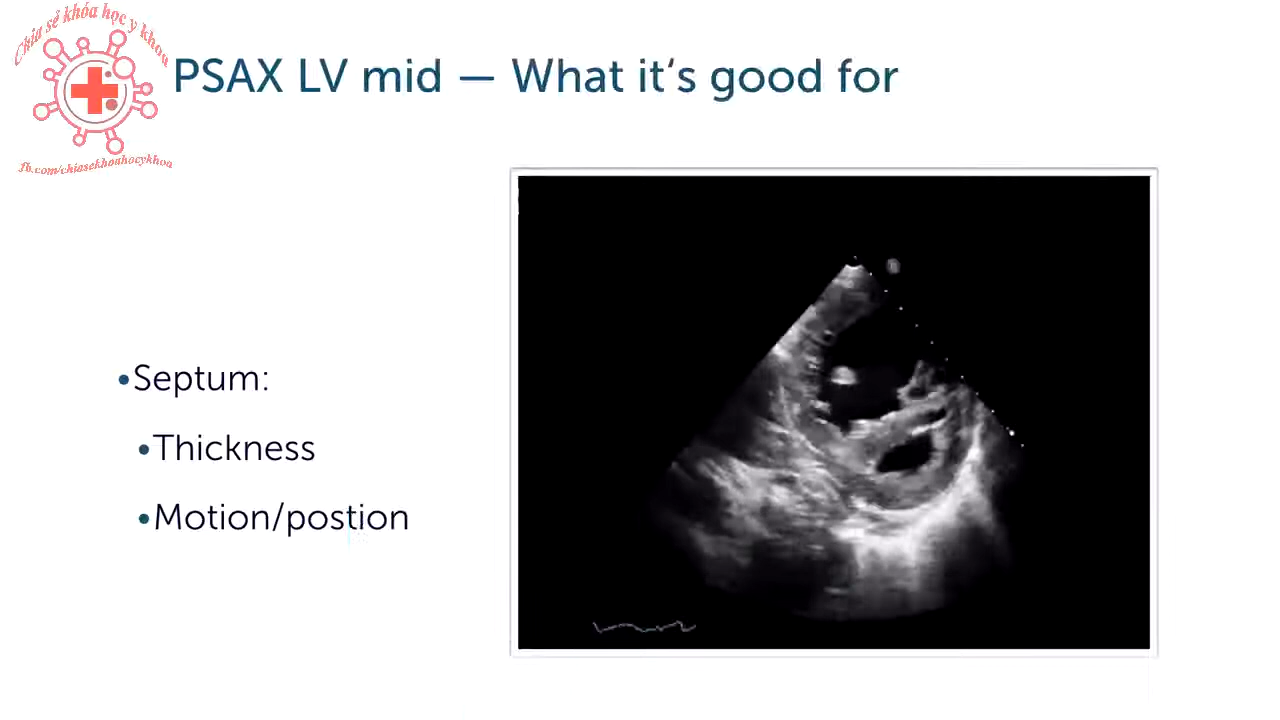 Chia sẻ khóa học y khoa
PSAX LV mid — What it's good for
fb.com/chiasekhoahocykhoa
•Septum:
•Thickness
•Motion/postion